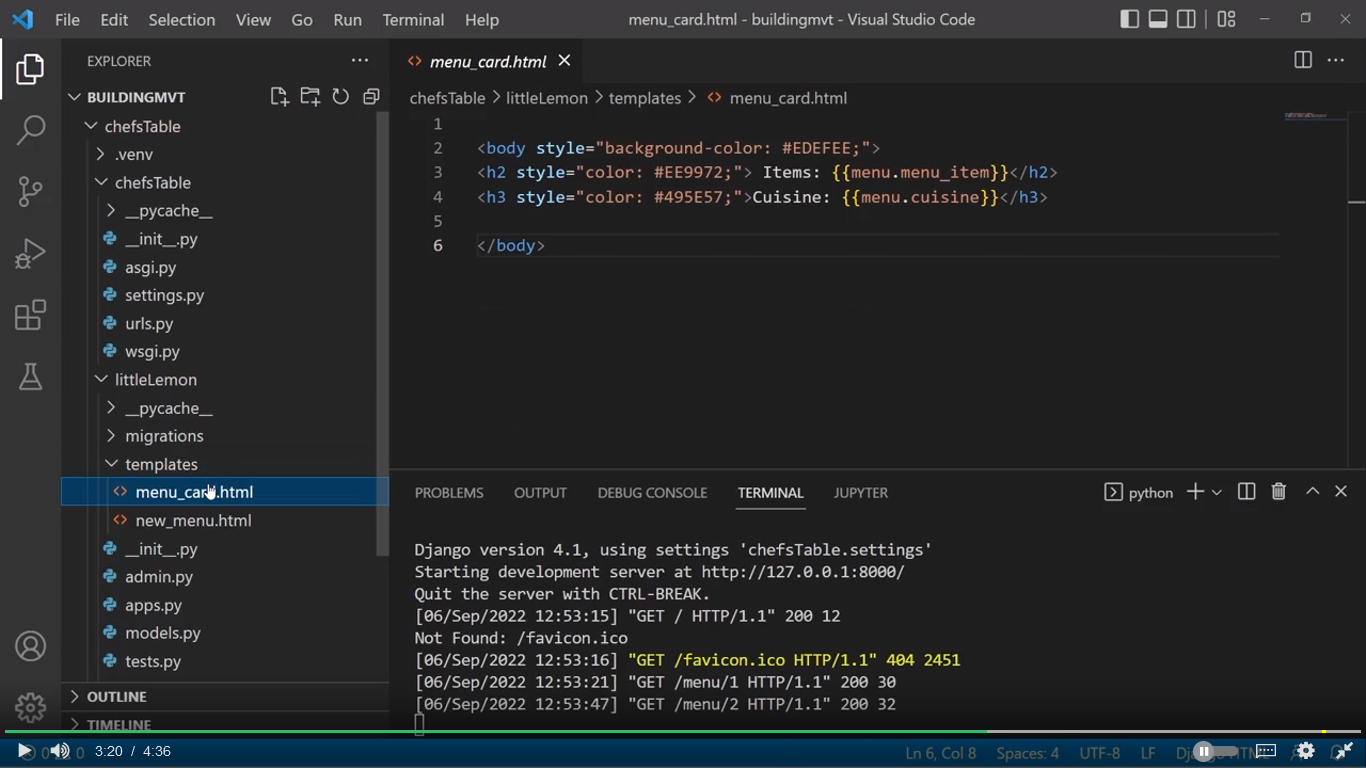 File Edit Selection View Go Run Terminal Help
menu_card.html - buildingmvt - Visual Studio Code
EXPLORER
BUILDINGMVT
chefsTable
.venv
chefsTable
__pycache__
__init__.py
asgi.py
settings.py
urls.py
wsgi.py
littleLemon
__pycache__
migrations
templates
menu_card.html
new_menu.html
__init__.py
admin.py
apps.py
models.py
tests.py
OUTLINE
TIMELINE
menu_card.html
chefsTable > littleLemon > templates > menu_card.html
1
2 <body style="background-color: #EDEFEE;">
3 <h2 style="color: #EE9972;"> Items: {{menu.menu_item}}</h2>
4 <h3 style="color: #495E57;">Cuisine: {{menu.cuisine}}</h3>
5
6 </body>
PROBLEMS OUTPUT DEBUG CONSOLE TERMINAL JUPYTER
python
Django version 4.1, using settings 'chefsTable.settings'
Starting development server at http://127.0.0.1:8000/
Quit the server with CTRL-BREAK.
[06/Sep/2022 12:53:15] "GET / HTTP/1.1" 200 12
Not Found: /favicon.ico
[06/Sep/2022 12:53:16] "GET /favicon.ico HTTP/1.1" 404 2451
[06/Sep/2022 12:53:21] "GET /menu/1 HTTP/1.1" 200 30
[06/Sep/2022 12:53:47] "GET /menu/2 HTTP/1.1" 200 32
3:20 / 4:36
Ln 6, Col 8 Spaces: 4 UTF-8 LF